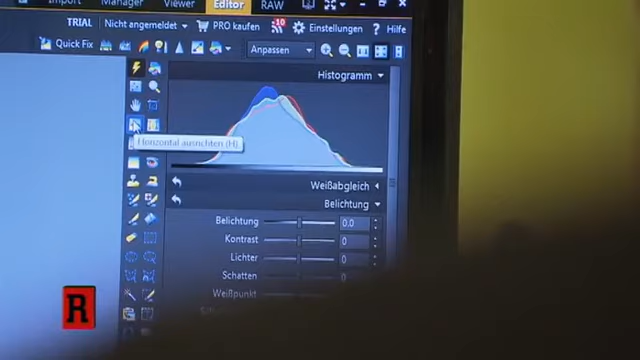 Import Manager Viewer Editor RAW
TRIAL Nicht angemeldet PRO kaufen 10 Einstellungen ? Hilfe
Quick Fix Anpassen
Histogramm
Horizontal ausrichten (H)
Weißabgleich
Belichtung
Belichtung 0.0
Kontrast 0
Lichter 0
Schatten 0
Weißpunkt
R